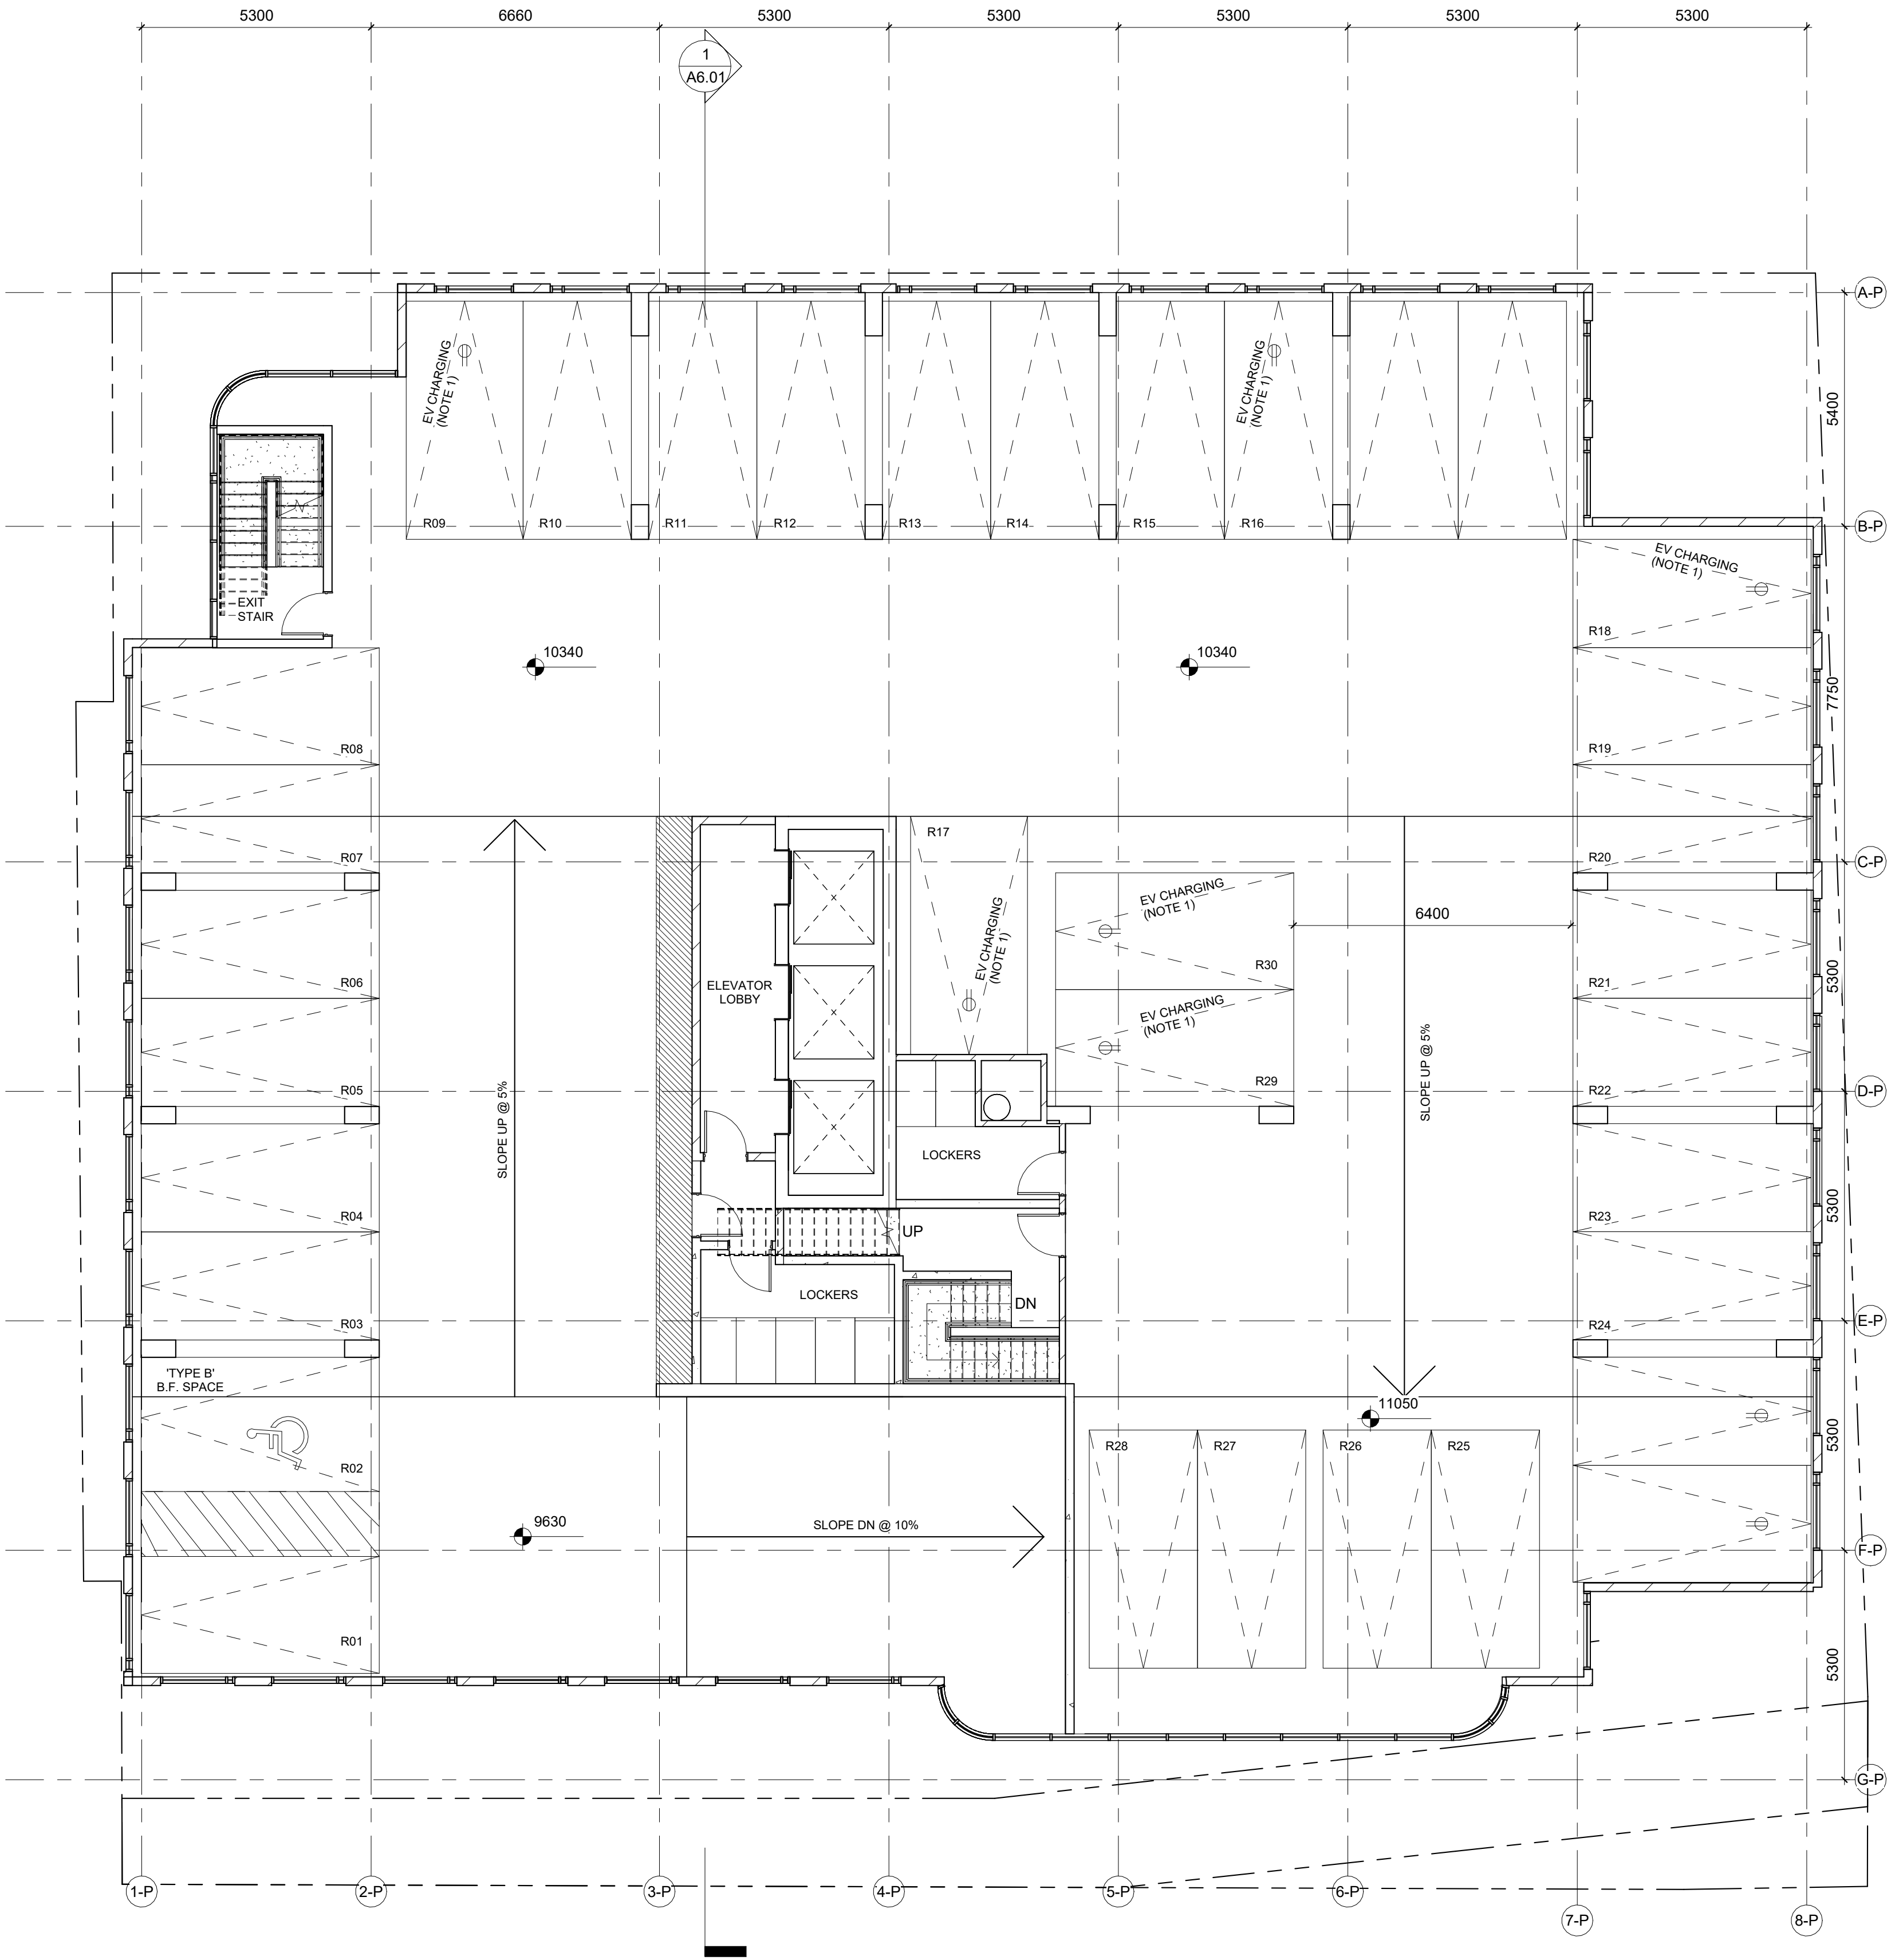 5300
6660
5300
5300
5300
5300
5300
1
A6.01
A-P
EV CHARGING
(NOTE 1)
EV CHARGING
(NOTE 1)
5400
R09
R10
R11
R12
R13
R14
R15
R16
B-P
EV CHARGING
(NOTE 1)
EXIT
STAIR
R18
10340
10340
7750
R08
R19
R17
R07
R20
C-P
EV CHARGING
(NOTE 1)
6400
EV CHARGING
(NOTE 1)
R30
5300
R06
ELEVATOR
LOBBY
R21
EV CHARGING
(NOTE 1)
SLOPE UP @ 5%
SLOPE UP @ 5%
R05
R29
R22
D-P
LOCKERS
5300
R04
UP
R23
LOCKERS
DN
R03
R24
E-P
'TYPE B'
B.F. SPACE
11050
5300
R28
R27
R26
R25
R02
9630
SLOPE DN @ 10%
F-P
R01
5300
G-P
1-P
2-P
3-P
4-P
5-P
6-P
7-P
8-P